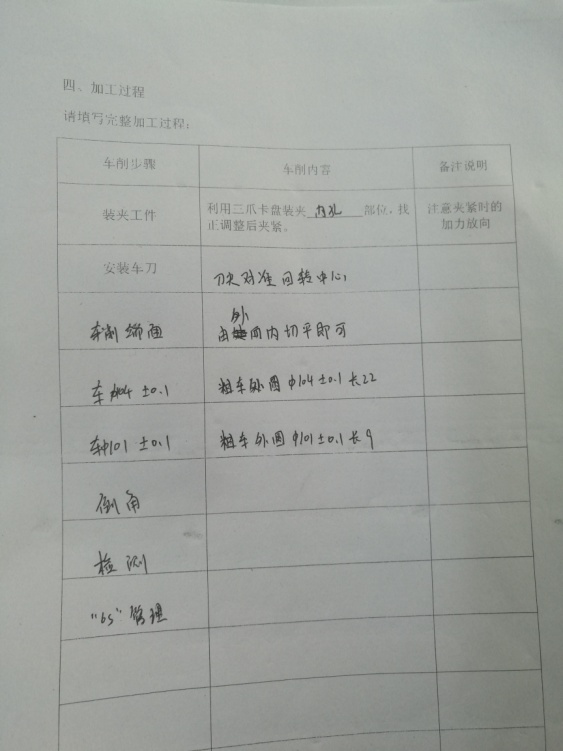 四、加工过程
请填写完整加工过程：
车削步骤 车削内容 备注说明
装夹工件 利用三爪卡盘装夹 内孔 部位，找
正调整后夹紧。 注意夹紧时的
加力放向
安装车刀 刀尖对准回转中心
车削端面 由外向内切平即可
车φ104 ±0.1 粗车外圆 φ104 ±0.1 长22
车φ101 ±0.1 粗车外圆 φ101 ±0.1 长9
倒角
检测
"6S"管理